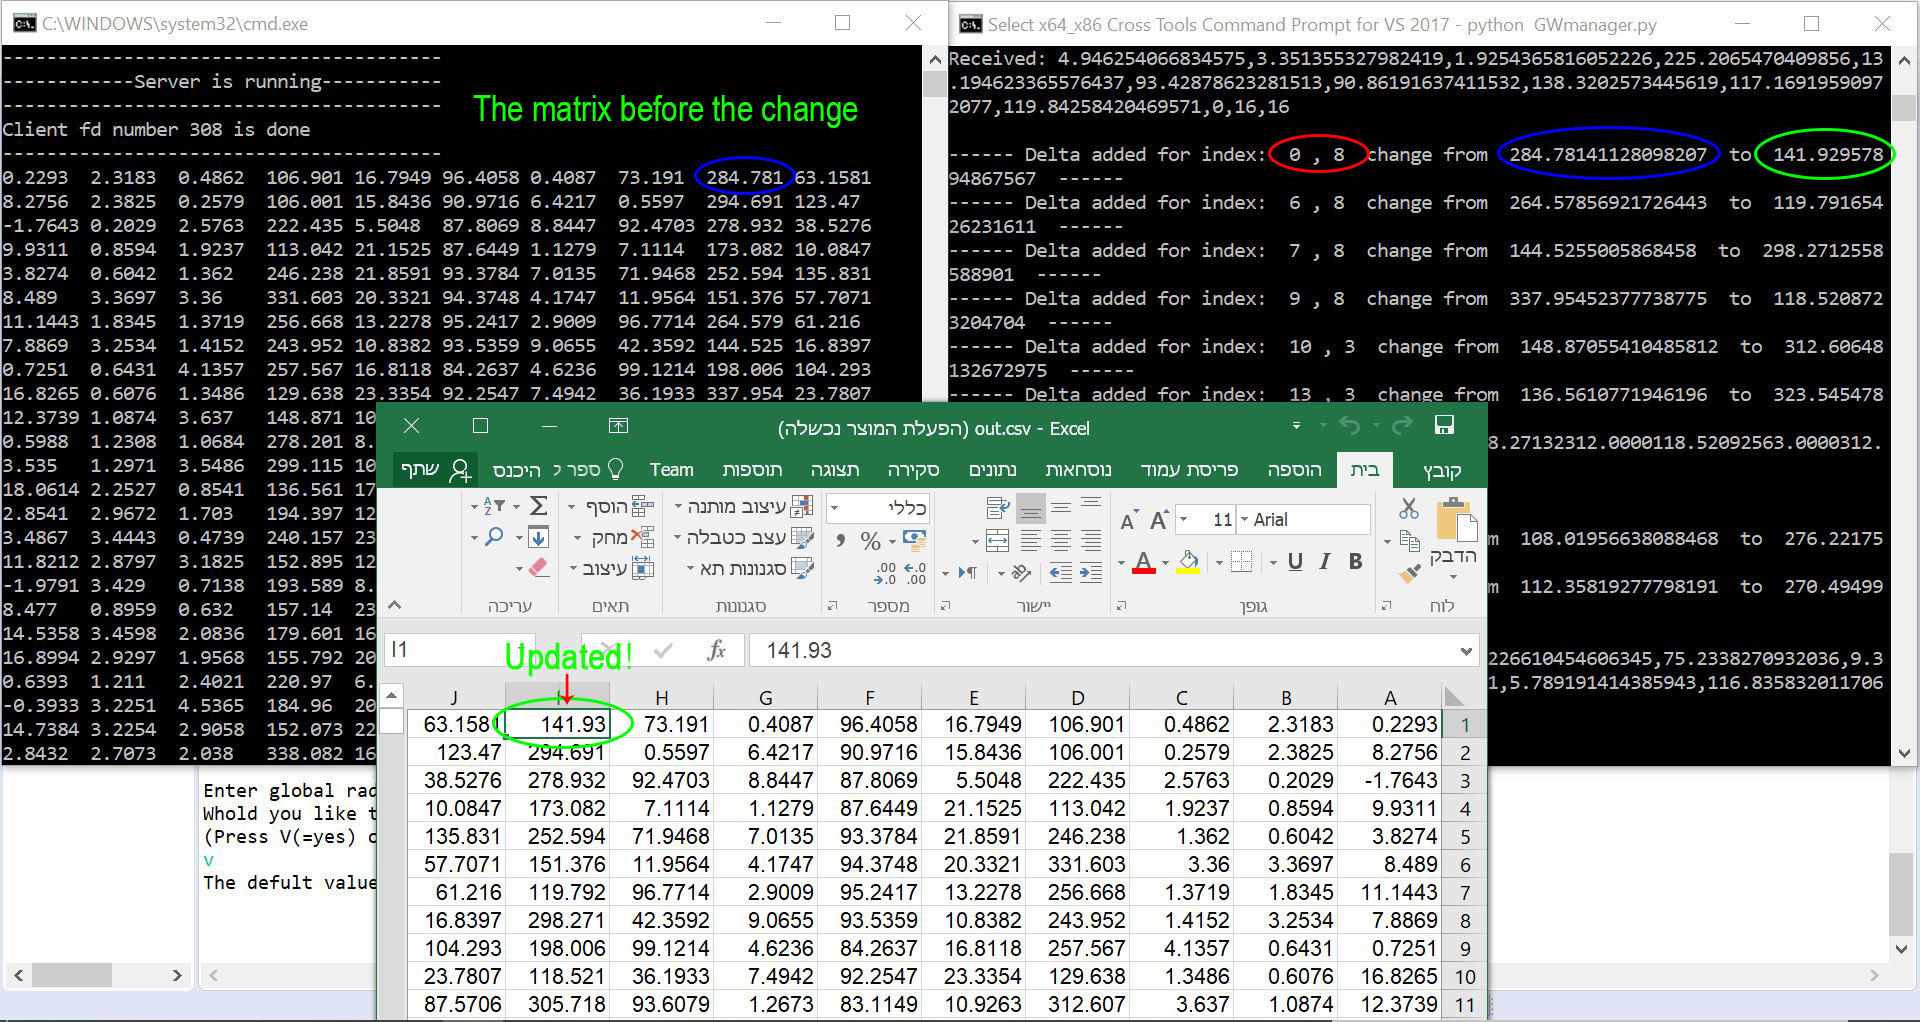 C:\WINDOWS\system32\cmd.exe
----------------------------------------
------------Server is running-----------
----------------------------------------
Client fd number 308 is done
----------------------------------------
The matrix before the change
0.2293 2.3183 0.4862 106.901 16.7949 96.4058 0.4087 73.191 284.781 63.1581
8.2756 2.3825 0.2579 106.001 15.8436 90.9716 6.4217 0.5597 294.691 123.47
-1.7643 0.2029 2.5763 222.435 5.5048 87.8069 8.8447 92.4703 278.932 38.5276
9.9311 0.8594 1.9237 113.042 21.1525 87.6449 1.1279 7.1114 173.082 10.0847
3.8274 0.6042 1.362 246.238 21.8591 93.3784 7.0135 71.9468 252.594 135.831
8.489 3.3697 3.36 331.603 20.3321 94.3748 4.1747 11.9564 151.376 57.7071
11.1443 1.8345 1.3719 256.668 13.2278 95.2417 2.9009 96.7714 264.579 61.216
7.8869 3.2534 1.4152 243.952 10.8382 93.5359 9.0655 42.3592 144.525 16.8397
0.7251 0.6431 4.1357 257.567 16.8118 84.2637 4.6236 99.1214 198.006 104.293
16.8265 0.6076 1.3486 129.638 23.3354 92.2547 7.4942 36.1933 337.954 23.7807
12.3739 1.0874 3.637 148.871 10
0.5988 1.2308 1.0684 278.201 8.
3.535 1.2971 3.5486 299.115 10
18.0614 2.2527 0.8541 136.561 17
2.8541 2.9672 1.703 194.397 12
3.4867 3.4443 0.4739 240.157 23
11.8212 2.8797 3.1825 152.895 12
-1.9791 3.429 0.7138 193.589 8.
8.477 0.8959 0.632 157.14 23
14.5358 3.4598 2.0836 179.601 16
16.8994 2.9297 1.9568 155.792 20
0.6393 1.211 2.4021 220.97 6.
-0.3933 3.2251 4.5365 184.96 20
14.7384 3.2254 2.9058 152.073 22
2.8432 2.7073 2.038 338.082 16
Select x64_x86 Cross Tools Command Prompt for VS 2017 - python GWmanager.py
Received: 4.946254066834575,3.351355327982419,1.9254365816052226,225.2065470409856,13
.194623365576437,93.42878623281513,90.86191637411532,138.3202573445619,117.1691959097
2077,119.84258420469571,0,16,16
------ Delta added for index: 0 , 8 change from 284.78141128098207 to 141.929578
94867567 ------
------ Delta added for index: 6 , 8 change from 264.57856921726443 to 119.791654
26231611 ------
------ Delta added for index: 7 , 8 change from 144.5255005868458 to 298.2712558
588901 ------
------ Delta added for index: 9 , 8 change from 337.95452377738775 to 118.520872
3204704 ------
------ Delta added for index: 10 , 3 change from 148.87055410485812 to 312.60648
132672975 ------
------ Delta added for index: 13 , 3 change from 136.5610771946196 to 323.545478
8.27132312.0000118.52092563.0000312.
m 108.01956638088468 to 276.22175
m 112.35819277798191 to 270.49499
226610454606345,75.2338270932036,9.3
1,5.789191414385943,116.835832011706
Enter global rad
Whold you like t
(Press V(=yes) o
v
The defult value
out.csv (הפעלת המוצר נכשלה) - Excel
קובץ בית הוספה פריסת עמוד נוסחאות נתונים סקירה תצוגה תוספות Team ספר ל היכנס שתף
הדבק
לוח
Arial 11
B I U
גופן
יישור
כללי
% ,
מספר
עיצוב מותנה
עצב כטבלה
סגנונות תא
סגנונות
הוסף
מחק
עיצוב
תאים
עריכה
I1 fx 141.93
Updated!
J I H G F E D C B A
63.1581 141.93 73.191 0.4087 96.4058 16.7949 106.901 0.4862 2.3183 0.2293 1
123.47 294.691 0.5597 6.4217 90.9716 15.8436 106.001 0.2579 2.3825 8.2756 2
38.5276 278.932 92.4703 8.8447 87.8069 5.5048 222.435 2.5763 0.2029 -1.7643 3
10.0847 173.082 7.1114 1.1279 87.6449 21.1525 113.042 1.9237 0.8594 9.9311 4
135.831 252.594 71.9468 7.0135 93.3784 21.8591 246.238 1.362 0.6042 3.8274 5
57.7071 151.376 11.9564 4.1747 94.3748 20.3321 331.603 3.36 3.3697 8.489 6
61.216 119.792 96.7714 2.9009 95.2417 13.2278 256.668 1.3719 1.8345 11.1443 7
16.8397 298.271 42.3592 9.0655 93.5359 10.8382 243.952 1.4152 3.2534 7.8869 8
104.293 198.006 99.1214 4.6236 84.2637 16.8118 257.567 4.1357 0.6431 0.7251 9
23.7807 118.521 36.1933 7.4942 92.2547 23.3354 129.638 1.3486 0.6076 16.8265 10
87.5706 305.718 93.6079 1.2673 83.1149 10.9263 312.607 3.637 1.0874 12.3739 11